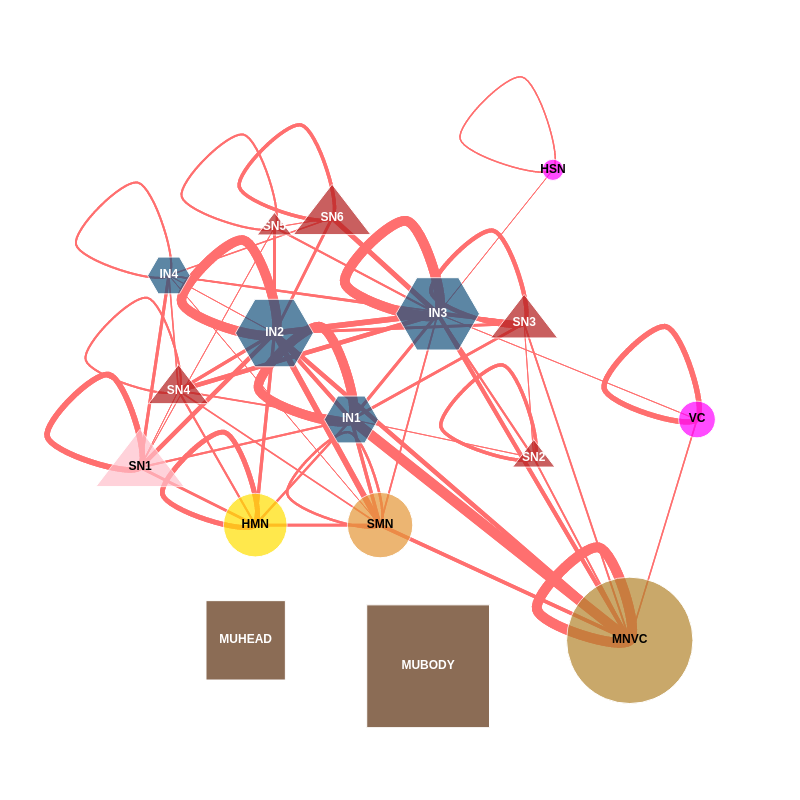 HSN
SN6
SN5
IN4
IN3
SN3
IN2
SN4
IN1
VC
SN2
SN1
HMN
SMN
MUHEAD
MNVC
MUBODY